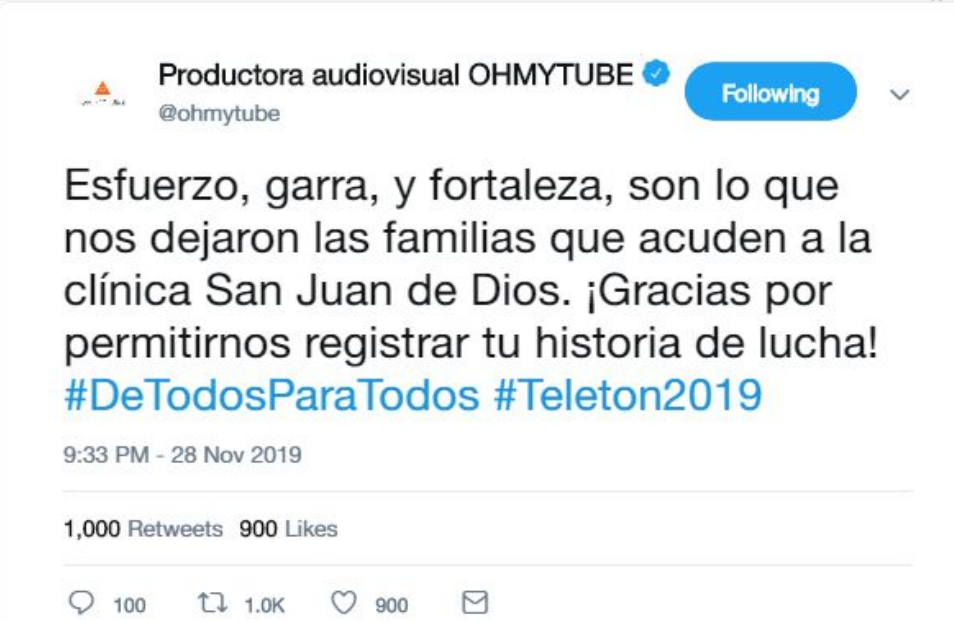 Productora audiovisual OHMYTUBE
@ohmytube
Following
Esfuerzo, garra, y fortaleza, son lo que
nos dejaron las familias que acuden a la
clínica San Juan de Dios. ¡Gracias por
permitirnos registrar tu historia de lucha!
#DeTodosParaTodos #Teleton2019
9:33 PM - 28 Nov 2019
1,000 Retweets 900 Likes
100 1.0K 900